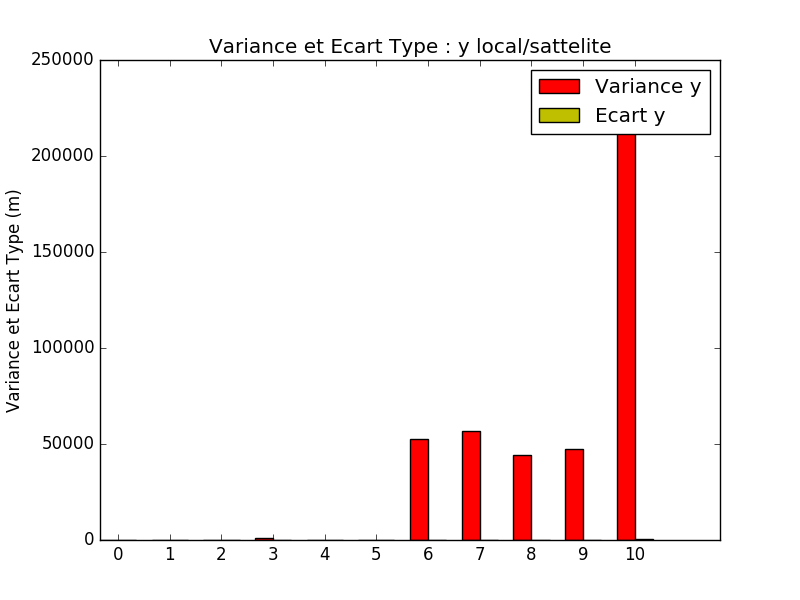 Variance et Ecart Type : y local/sattelite
Variance y
Ecart y
Variance et Ecart Type (m)
250000
200000
150000
100000
50000
0
0 1 2 3 4 5 6 7 8 9 10